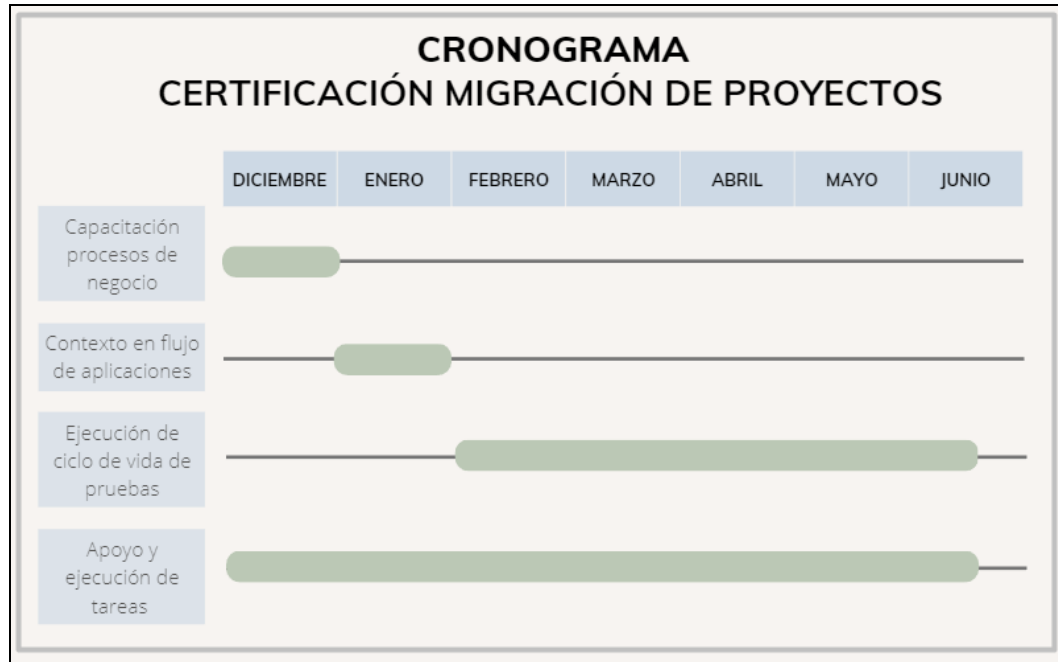 CRONOGRAMA
CERTIFICACIÓN MIGRACIÓN DE PROYECTOS
DICIEMBRE ENERO FEBRERO MARZO ABRIL MAYO JUNIO
Capacitación
procesos de
negocio
Contexto en flujo
de aplicaciones
Ejecución de
ciclo de vida de
pruebas
Apoyo y
ejecución de
tareas